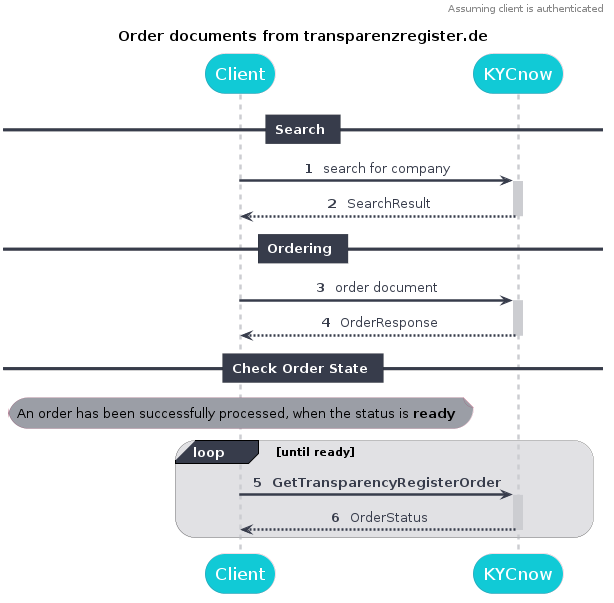 Assuming client is authenticated
Order documents from transparenzregister.de
Client
KYCnow
Search
1 search for company
2 SearchResult
Ordering
3 order document
4 OrderResponse
Check Order State
An order has been successfully processed, when the status is ready
loop [until ready]
5 GetTransparencyRegisterOrder
6 OrderStatus
Client
KYCnow